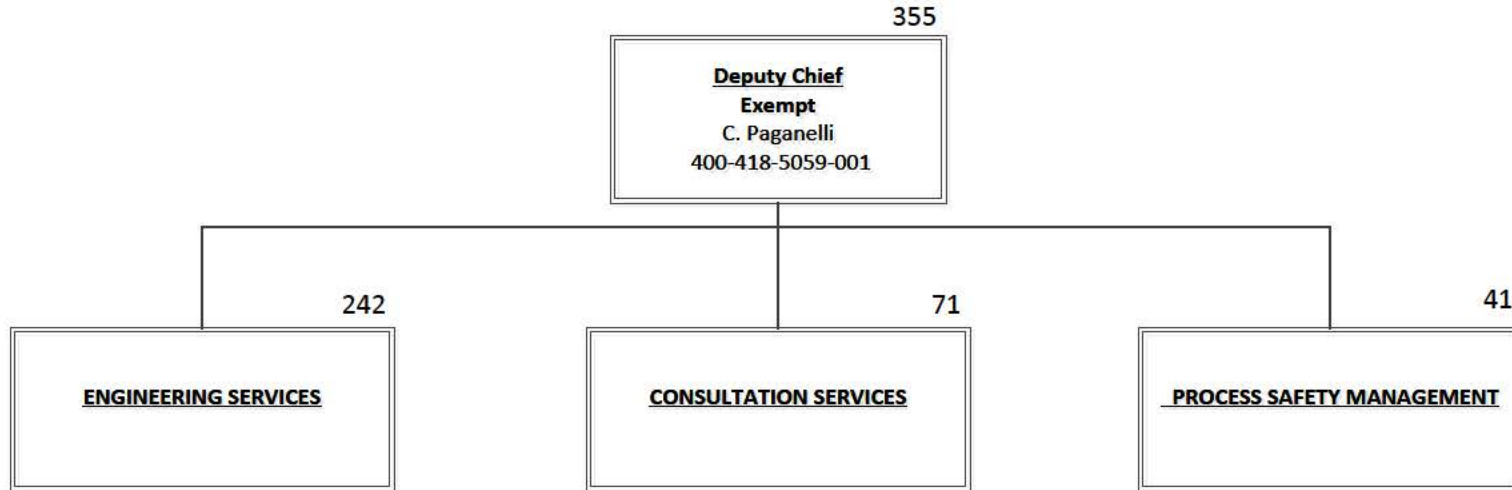 355
Deputy Chief
Exempt
C. Paganelli
400-418-5059-001
242
71
41
ENGINEERING SERVICES
CONSULTATION SERVICES
PROCESS SAFETY MANAGEMENT